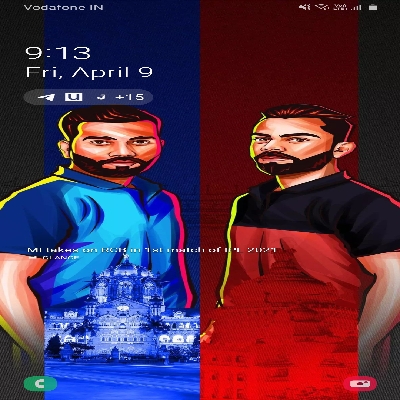 Vodafone IN
9:13
Fri, April 9
+15
MI takes on RCB in 1st match of IPL 2021
GLANCE